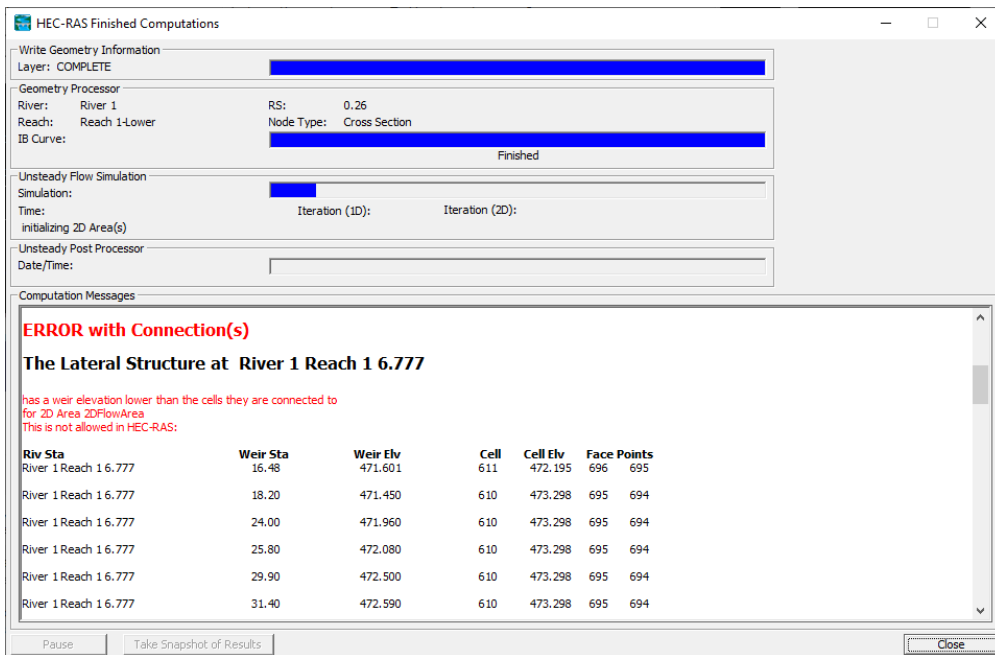 HEC-RAS Finished Computations
Write Geometry Information
Layer: COMPLETE
Geometry Processor
River: River 1 RS: 0.26
Reach: Reach 1-Lower Node Type: Cross Section
IB Curve:
Finished
Unsteady Flow Simulation
Simulation:
Time: Iteration (1D): Iteration (2D):
initializing 2D Area(s)
Unsteady Post Processor
Date/Time:
Computation Messages
ERROR with Connection(s)
The Lateral Structure at River 1 Reach 1 6.777
has a weir elevation lower than the cells they are connected to
for 2D Area 2DFlowArea
This is not allowed in HEC-RAS:
Riv Sta Weir Sta Weir Elv Cell Cell Elv Face Points
River 1 Reach 1 6.777 16.48 471.601 611 472.195 696 695
River 1 Reach 1 6.777 18.20 471.450 610 473.298 695 694
River 1 Reach 1 6.777 24.00 471.960 610 473.298 695 694
River 1 Reach 1 6.777 25.80 472.080 610 473.298 695 694
River 1 Reach 1 6.777 29.90 472.500 610 473.298 695 694
River 1 Reach 1 6.777 31.40 472.590 610 473.298 695 694
Pause Take Snapshot of Results Close